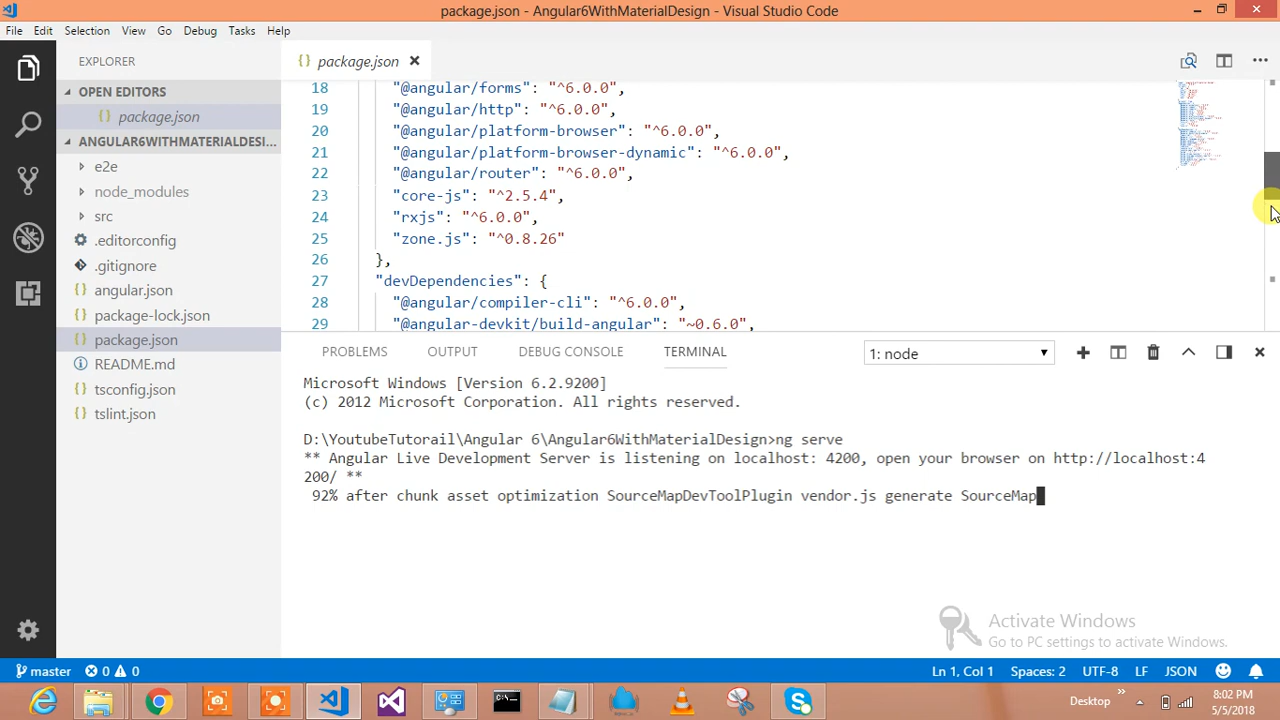 package.json - Angular6WithMaterialDesign - Visual Studio Code
File Edit Selection View Go Debug Tasks Help
EXPLORER
package.json
OPEN EDITORS
package.json
ANGULAR6WITHMATERIALDESI...
e2e
node_modules
src
.editorconfig
.gitignore
angular.json
package-lock.json
package.json
README.md
tsconfig.json
tslint.json
18 "@angular/forms": "^6.0.0",
19 "@angular/http": "^6.0.0",
20 "@angular/platform-browser": "^6.0.0",
21 "@angular/platform-browser-dynamic": "^6.0.0",
22 "@angular/router": "^6.0.0",
23 "core-js": "^2.5.4",
24 "rxjs": "^6.0.0",
25 "zone.js": "^0.8.26"
26 },
27 "devDependencies": {
28 "@angular/compiler-cli": "^6.0.0",
29 "@angular-devkit/build-angular": "~0.6.0",
PROBLEMS OUTPUT DEBUG CONSOLE TERMINAL 1: node
Microsoft Windows [Version 6.2.9200]
(c) 2012 Microsoft Corporation. All rights reserved.
D:\YoutubeTutorail\Angular 6\Angular6WithMaterialDesign>ng serve
** Angular Live Development Server is listening on localhost: 4200, open your browser on http://localhost:4
200/ **
92% after chunk asset optimization SourceMapDevToolPlugin vendor.js generate SourceMap
Activate Windows
Go to PC settings to activate Windows.
master 0 0 Ln 1, Col 1 Spaces: 2 UTF-8 LF JSON
Desktop
8:02 PM
5/5/2018